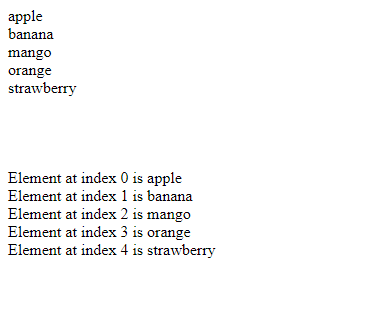 apple
banana
mango
orange
strawberry
Element at index 0 is apple
Element at index 1 is banana
Element at index 2 is mango
Element at index 3 is orange
Element at index 4 is strawberry